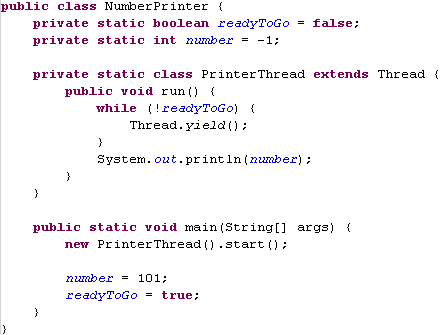 public class NumberPrinter {
    private static boolean readyToGo = false;
    private static int number = -1;

    private static class PrinterThread extends Thread {
        public void run() {
            while (!readyToGo) {
                Thread.yield();
            }
            System.out.println(number);
        }
    }

    public static void main(String[] args) {
        new PrinterThread().start();

        number = 101;
        readyToGo = true;
    }
}